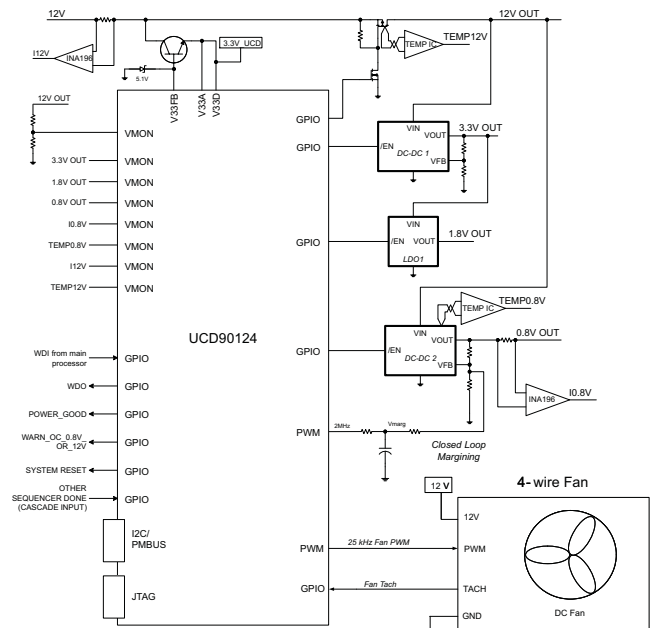 12V
12V OUT
3.3V UCD
TEMP12V
TEMP IC
I12V
INA196
5.1V
V33FB
V33A
V33D
12V OUT
GPIO
VIN
VMON
GPIO
/EN
VOUT
3.3V OUT
DC-DC 1
VFB
3.3V OUT
VMON
1.8V OUT
VMON
0.8V OUT
VMON
I0.8V
VMON
VIN
TEMP0.8V
VMON
GPIO
/EN
VOUT
1.8V OUT
LDO1
I12V
VMON
TEMP12V
VMON
TEMP0.8V
TEMP IC
VIN
0.8V OUT
VOUT
UCD90124
WDI from main
processor
GPIO
GPIO
/EN
DC-DC 2
VFB
WDO
GPIO
INA196
I0.8V
POWER_GOOD
GPIO
PWM
2MHz
Vmarg
WARN_OC_0.8V_
OR_12V
GPIO
Closed Loop
Margining
SYSTEM RESET
GPIO
4- wire Fan
OTHER
SEQUENCER DONE
(CASCADE INPUT)
GPIO
12 V
12V
I2C/
PMBUS
PWM
25 kHz Fan PWM
PWM
JTAG
GPIO
Fan Tach
TACH
DC Fan
GND